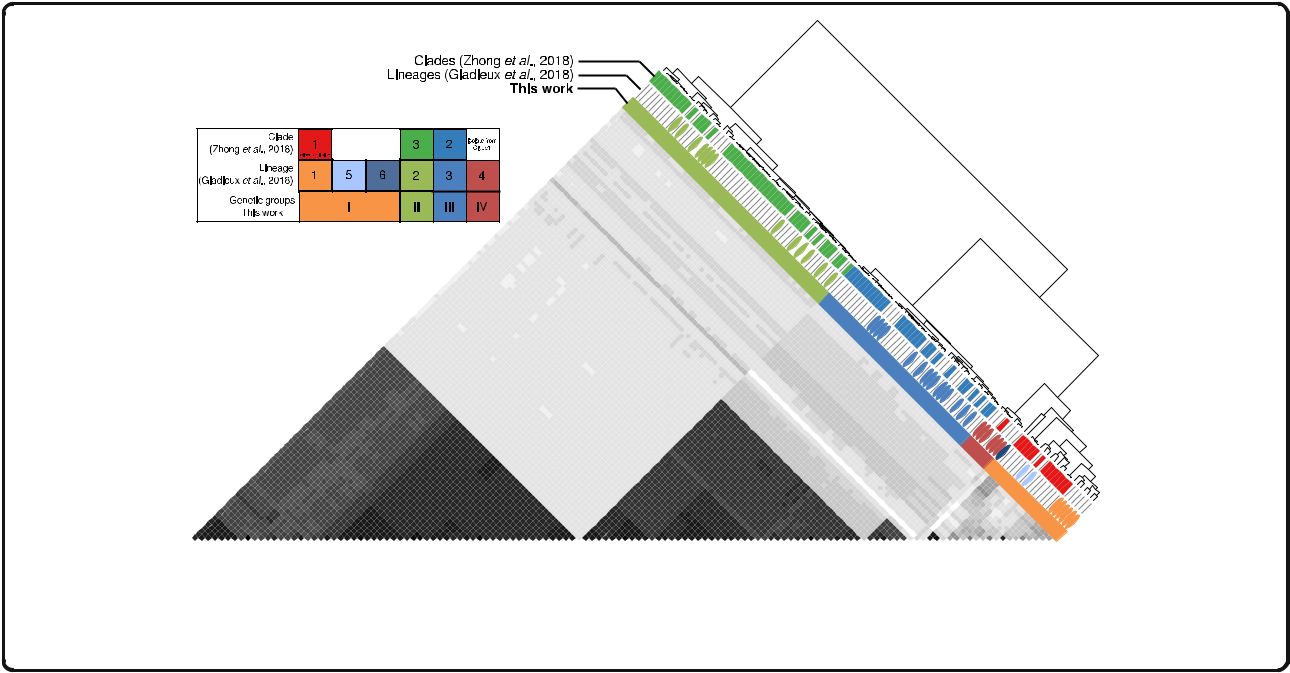 Clades (Zhong et al., 2018)
Lineages (Gladieux et al., 2018)
This work
Clade
(Zhong et al., 2018)
1
3
2
Lineage
(Gladieux et al., 2018)
1
5
6
2
3
4
Genetic groups
This work
I
II
III
IV